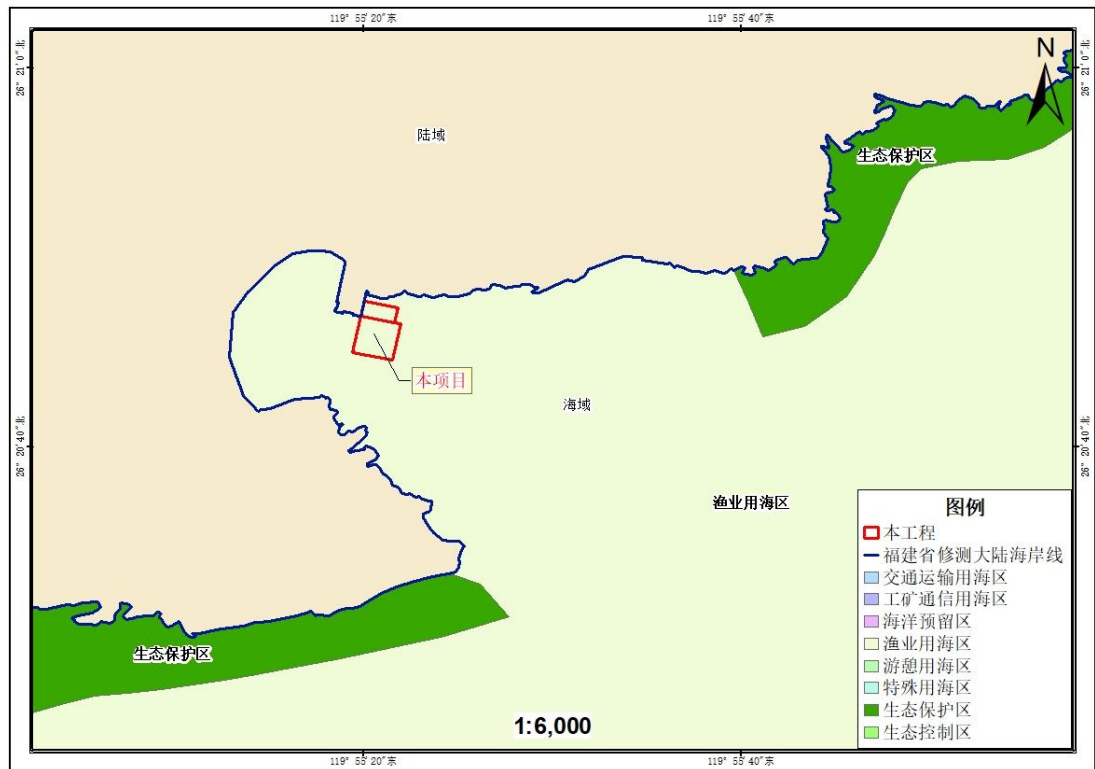 119° 55′ 20″东
119° 55′ 40″东
26° 21′ 0″北
26° 21′ 0″北
N
陆域
生态保护区
本项目
海域
26° 20′ 40″北
26° 20′ 40″北
渔业用海区
图例
本工程
福建省修测大陆海岸线
交通运输用海区
工矿通信用海区
海洋预留区
渔业用海区
游憩用海区
特殊用海区
生态保护区
生态控制区
生态保护区
1:6,000
119° 55′ 20″东
119° 55′ 40″东